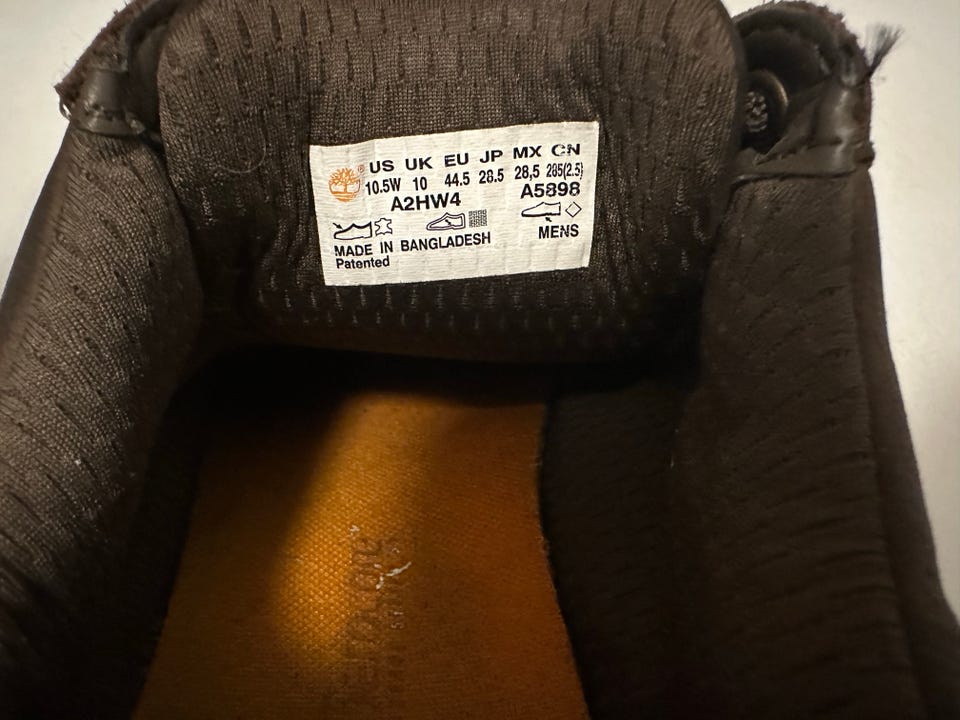 US UK EU JP MX CN
10.5W 10 44.5 28.5 28,5 285(2.5)
A2HW4 A5898
MENS
MADE IN BANGLADESH
Patented